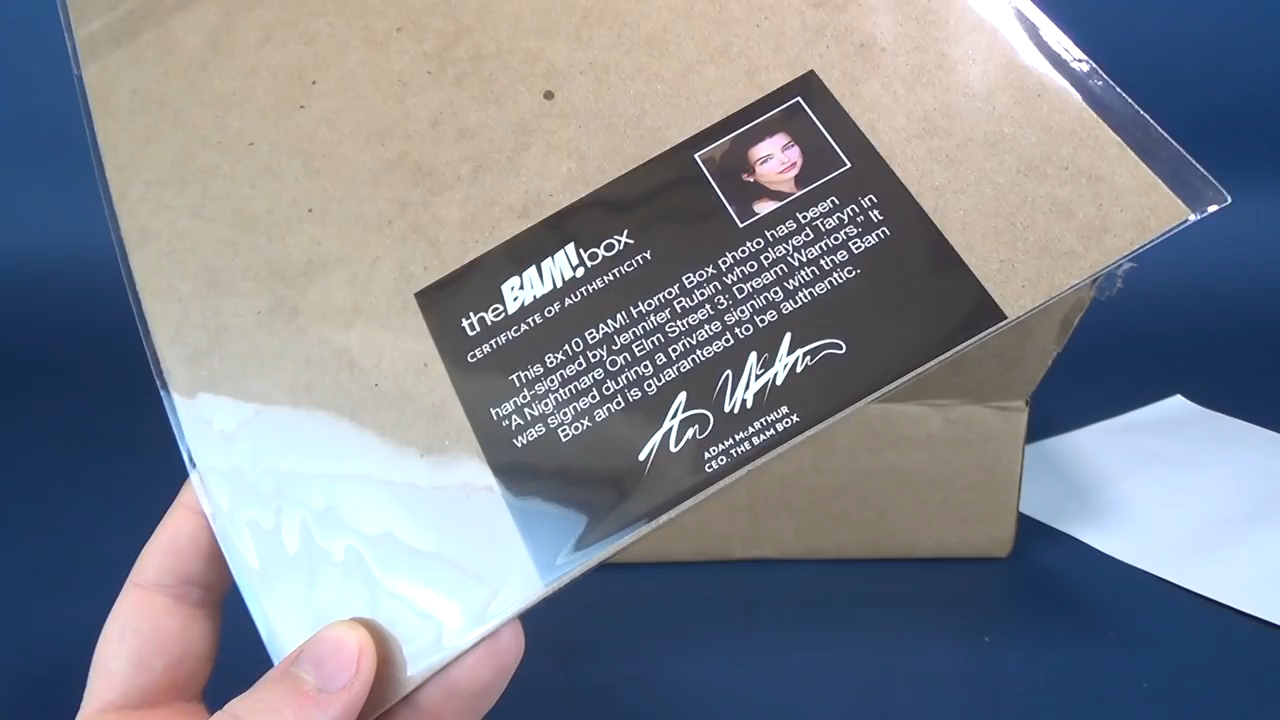 the BAM! box
CERTIFICATE OF AUTHENTICITY
This 8x10 BAM! Horror Box photo has been
hand-signed by Jennifer Rubin who played Taryn in
“A Nightmare On Elm Street 3: Dream Warriors.” It
was signed during a private signing with the Bam
Box and is guaranteed to be authentic.
ADAM McARTHUR
CEO, THE BAM BOX